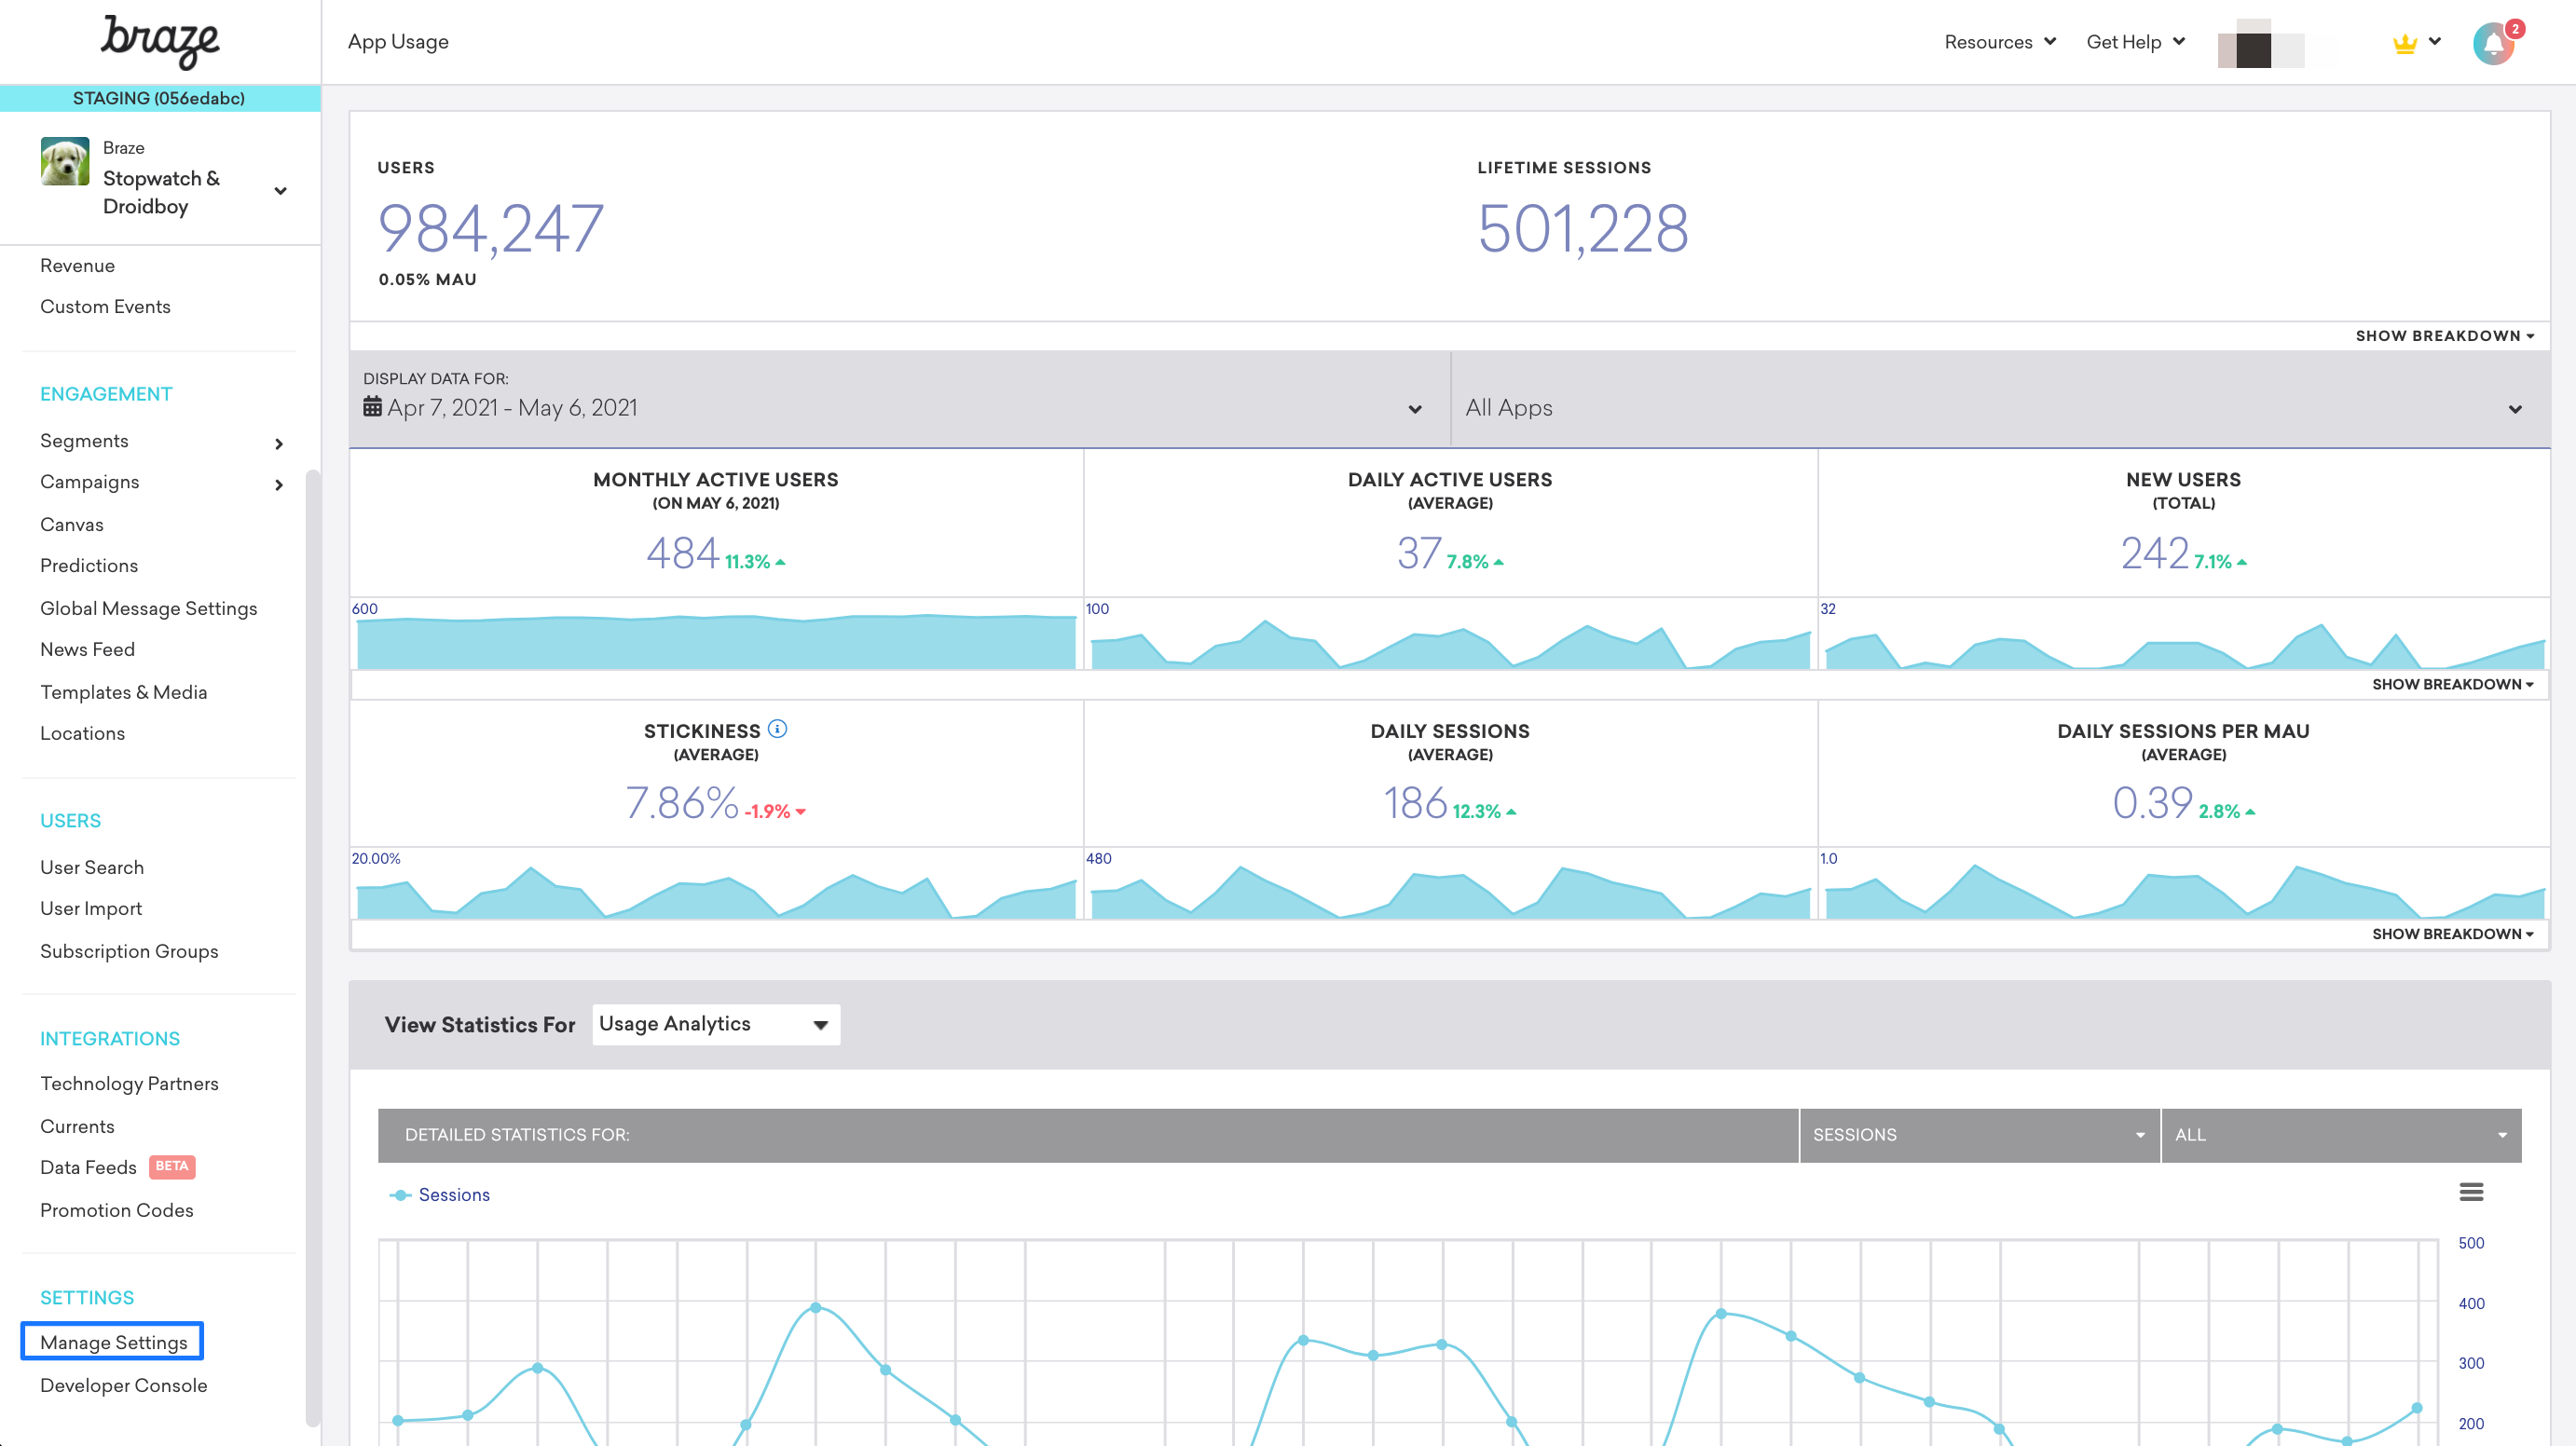 braze
App Usage
Resources
Get Help
2
STAGING (056edabc)
Braze
Stopwatch &
Droidboy
Revenue
Custom Events
ENGAGEMENT
Segments
Campaigns
Canvas
Predictions
Global Message Settings
News Feed
Templates & Media
Locations
USERS
User Search
User Import
Subscription Groups
INTEGRATIONS
Technology Partners
Currents
Data Feeds BETA
Promotion Codes
SETTINGS
Manage Settings
Developer Console
USERS
984,247
0.05% MAU
LIFETIME SESSIONS
501,228
SHOW BREAKDOWN
DISPLAY DATA FOR:
Apr 7, 2021 - May 6, 2021
All Apps
MONTHLY ACTIVE USERS
(ON MAY 6, 2021)
484 11.3%
600
DAILY ACTIVE USERS
(AVERAGE)
37 7.8%
100
NEW USERS
(TOTAL)
242 7.1%
32
SHOW BREAKDOWN
STICKINESS
(AVERAGE)
7.86% -1.9%
20.00%
DAILY SESSIONS
(AVERAGE)
186 12.3%
480
DAILY SESSIONS PER MAU
(AVERAGE)
0.39 2.8%
1.0
SHOW BREAKDOWN
View Statistics For Usage Analytics
DETAILED STATISTICS FOR: SESSIONS ALL
Sessions
500
400
300
200